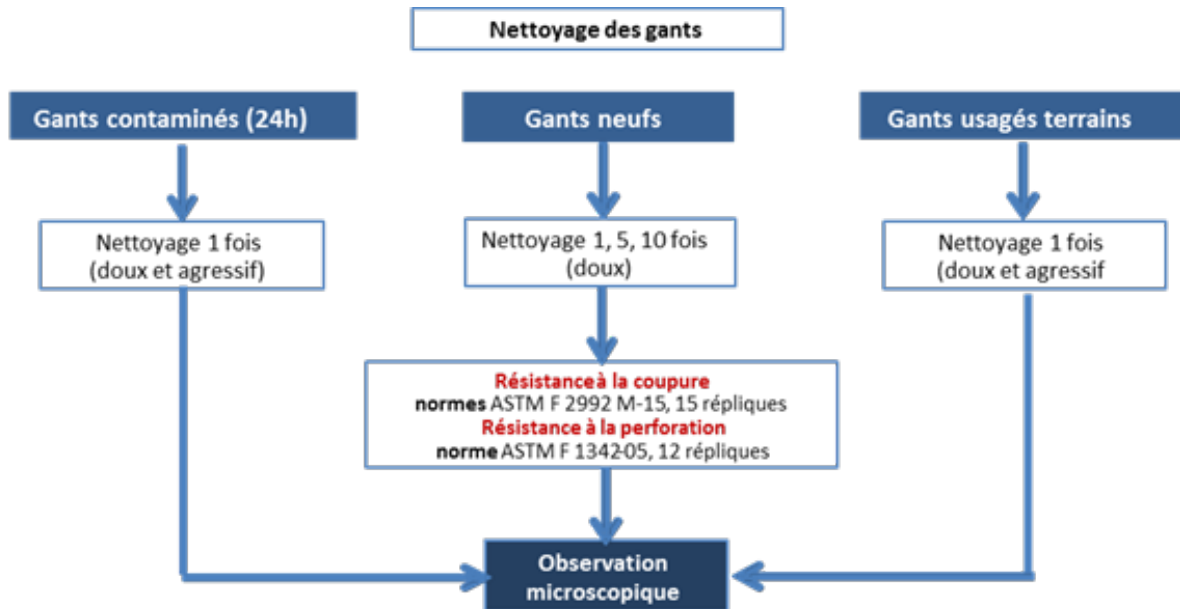 Nettoyage des gants
Gants contaminés (24h)
Gants neufs
Gants usagés terrains
Nettoyage 1 fois
(doux et agressif)
Nettoyage 1, 5, 10 fois
(doux)
Nettoyage 1 fois
(doux et agressif
Résistance à la coupure
normes ASTM F 2992 M-15, 15 répliques
Résistance à la perforation
norme ASTM F 1342-05, 12 répliques
Observation
microscopique